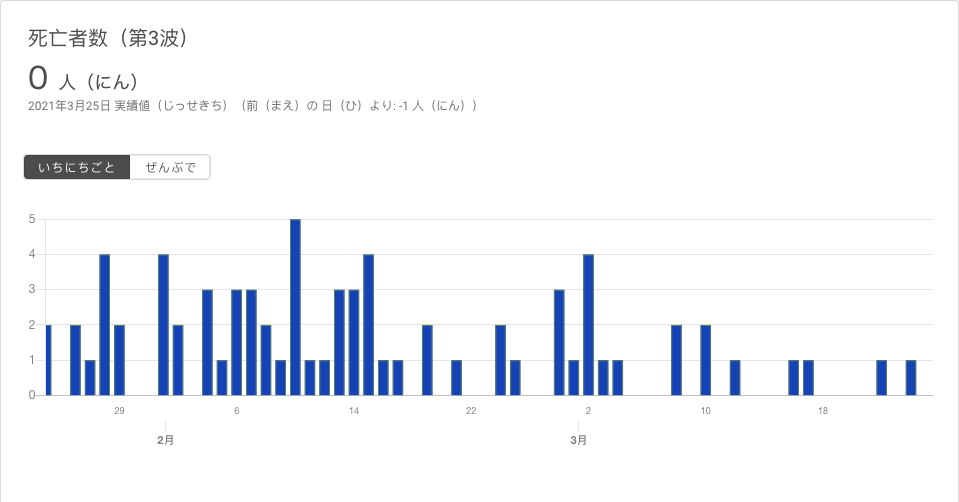 死亡者数（第3波）
0 人（にん）
2021年3月25日 実績値（じっせきち）（前（まえ）の 日（ひ）より: -1 人（にん））
いちにちごと ぜんぶで
5
4
3
2
1
0
29 6 14 22 2 10 18
2月 3月